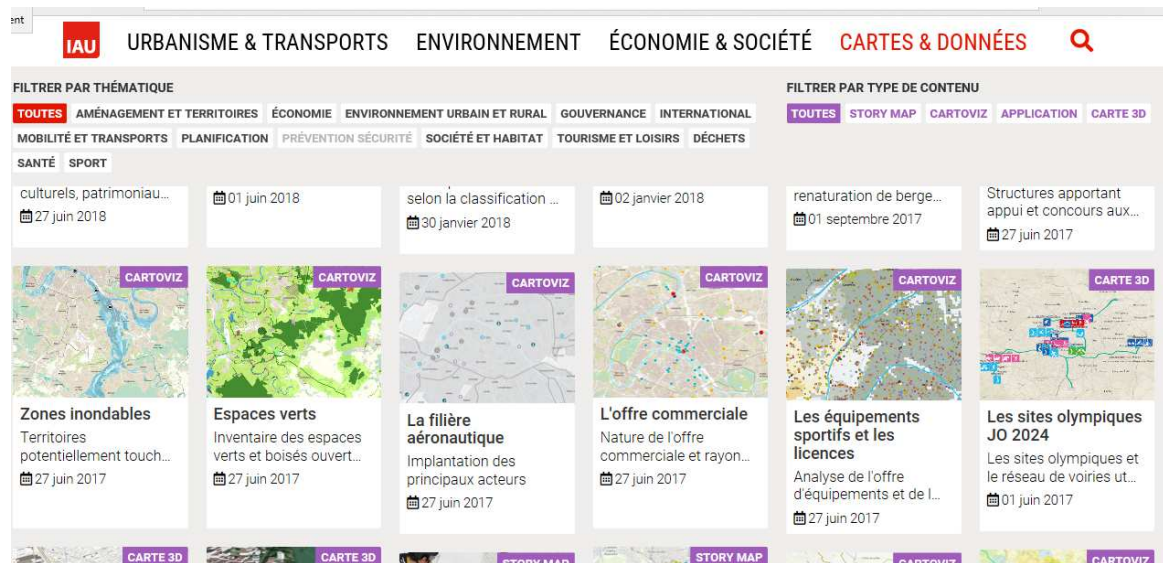 ent
IAU
URBANISME & TRANSPORTS ENVIRONNEMENT ÉCONOMIE & SOCIÉTÉ CARTES & DONNÉES
FILTRER PAR THÉMATIQUE
TOUTES AMÉNAGEMENT ET TERRITOIRES ÉCONOMIE ENVIRONNEMENT URBAIN ET RURAL GOUVERNANCE INTERNATIONAL
MOBILITÉ ET TRANSPORTS PLANIFICATION PRÉVENTION SÉCURITÉ SOCIÉTÉ ET HABITAT TOURISME ET LOISIRS DÉCHETS
SANTÉ SPORT
FILTRER PAR TYPE DE CONTENU
TOUTES STORY MAP CARTOVIZ APPLICATION CARTE 3D
culturels, patrimoniau...
27 juin 2018
01 juin 2018
selon la classification ...
30 janvier 2018
02 janvier 2018
renaturation de berge...
01 septembre 2017
Structures apportant
appui et concours aux...
27 juin 2017
CARTOVIZ
Zones inondables
Territoires
potentiellement touch...
27 juin 2017
CARTOVIZ
Espaces verts
Inventaire des espaces
verts et boisés ouvert...
27 juin 2017
CARTOVIZ
La filière
aéronautique
Implantation des
principaux acteurs
27 juin 2017
CARTOVIZ
L'offre commerciale
Nature de l'offre
commerciale et rayon...
27 juin 2017
CARTOVIZ
Les équipements
sportifs et les
licences
Analyse de l'offre
d'équipements et de l...
27 juin 2017
CARTE 3D
Les sites olympiques
JO 2024
Les sites olympiques et
le réseau de voiries ut...
01 juin 2017
CARTE 3D
CARTE 3D
STORY MAP
STORY MAP
CARTOVIZ
CARTOVIZ